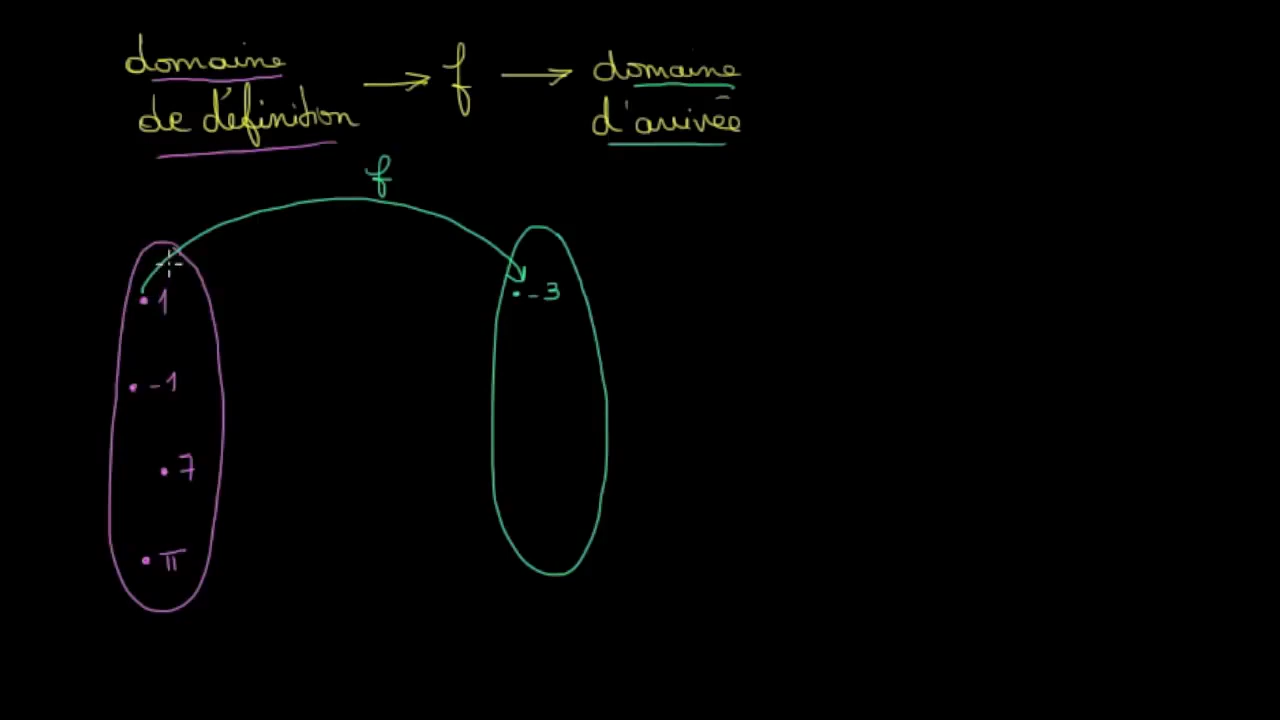 domaine → f → domaine
de définition d'arrivée
f
1 -3
-1
7
π